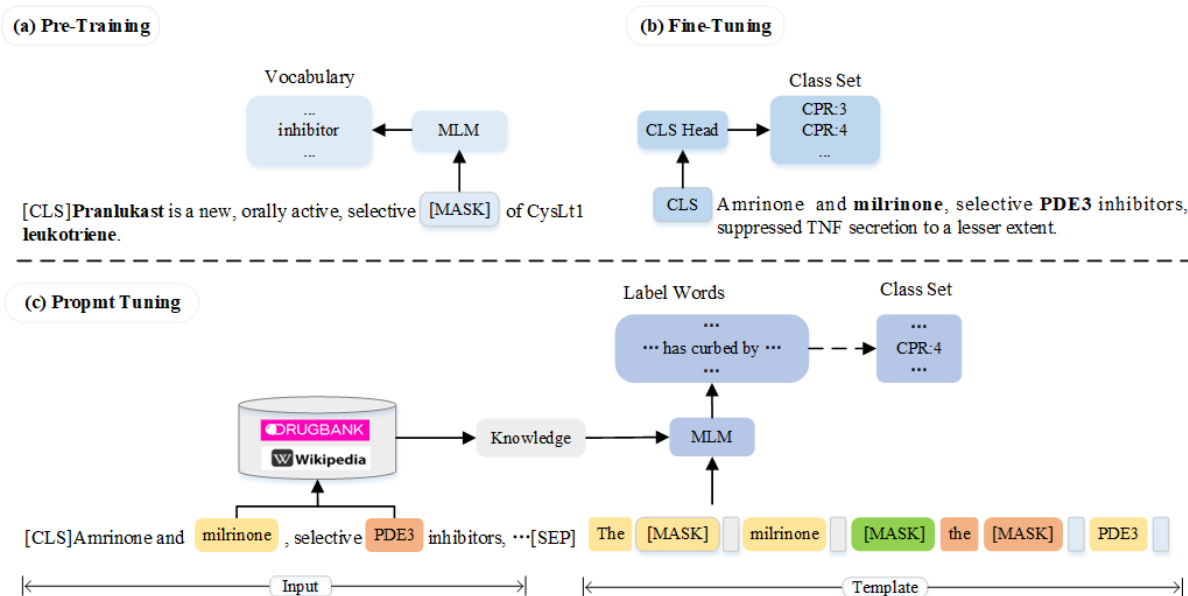 (a) Pre-Training
(b) Fine-Tuning
Vocabulary
...
inhibitor
...
MLM
[CLS]Pranlukast is a new, orally active, selective [MASK] of CysLt1
leukotriene.
Class Set
CPR:3
CPR:4
...
CLS Head
CLS Amrinone and milrinone, selective PDE3 inhibitors,
suppressed TNF secretion to a lesser extent.
(c) Propmt Tuning
Label Words
...
... has curbed by ...
...
Class Set
...
CPR:4
...
DRUGBANK
W Wikipedia
Knowledge
MLM
[CLS]Amrinone and milrinone , selective PDE3 inhibitors, ...[SEP] The [MASK] milrinone [MASK] the [MASK] PDE3
Input
Template